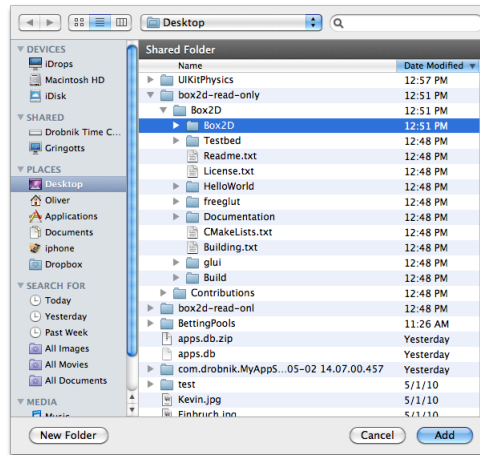 Desktop
DEVICES
iDrops
Macintosh HD
iDisk
SHARED
Drobnik Time C...
Gringotts
PLACES
Desktop
Oliver
Applications
Documents
iphone
Dropbox
SEARCH FOR
Today
Yesterday
Past Week
All Images
All Movies
All Documents
MEDIA
Music
Shared Folder
Name Date Modified
UIKitPhysics 12:57 PM
box2d-read-only 12:51 PM
Box2D 12:51 PM
Box2D 12:51 PM
Testbed 12:48 PM
Readme.txt 12:48 PM
License.txt 12:48 PM
HelloWorld 12:48 PM
freeglut 12:48 PM
Documentation 12:48 PM
CMakeLists.txt 12:48 PM
Building.txt 12:48 PM
glui 12:48 PM
Build 12:48 PM
Contributions 12:48 PM
box2d-read-onl 12:48 PM
BettingPools 11:26 AM
apps.db.zip Yesterday
apps.db Yesterday
com.drobnik.MyAppS...05-02 14.07.00.457 Yesterday
test 5/1/10
Kevin.jpg 5/1/10
Einbruch.jpg 5/1/10
New Folder Cancel Add